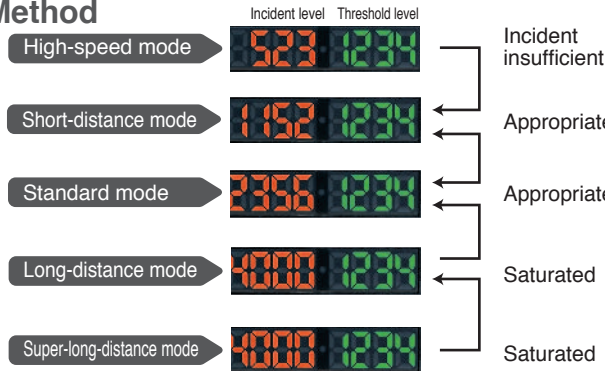 Method
Incident level Threshold level
High-speed mode 523 1234 Incident
insufficient
Short-distance mode 1152 1234 Appropriate
Standard mode 2356 1234 Appropriate
Long-distance mode 4000 1234 Saturated
Super-long-distance mode 4000 1234 Saturated